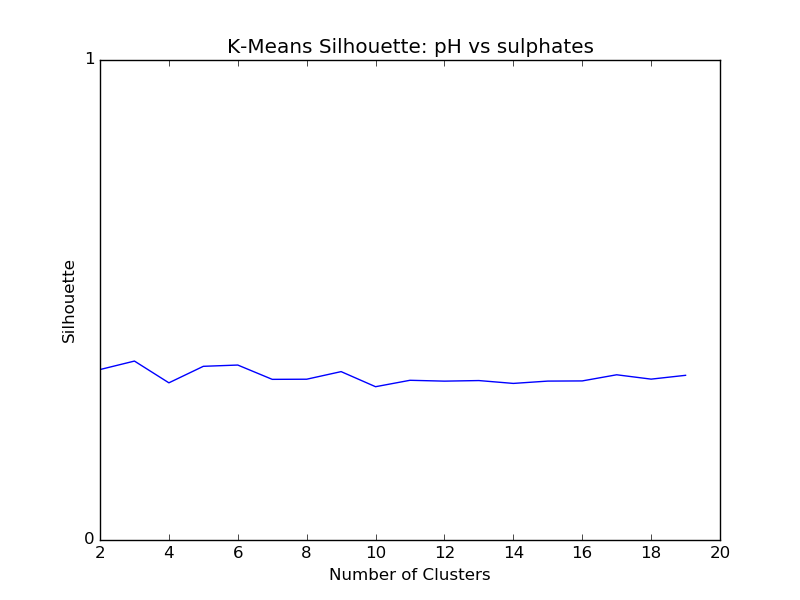 K-Means Silhouette: pH vs sulphates
1
Silhouette
0
2 4 6 8 10 12 14 16 18 20
Number of Clusters